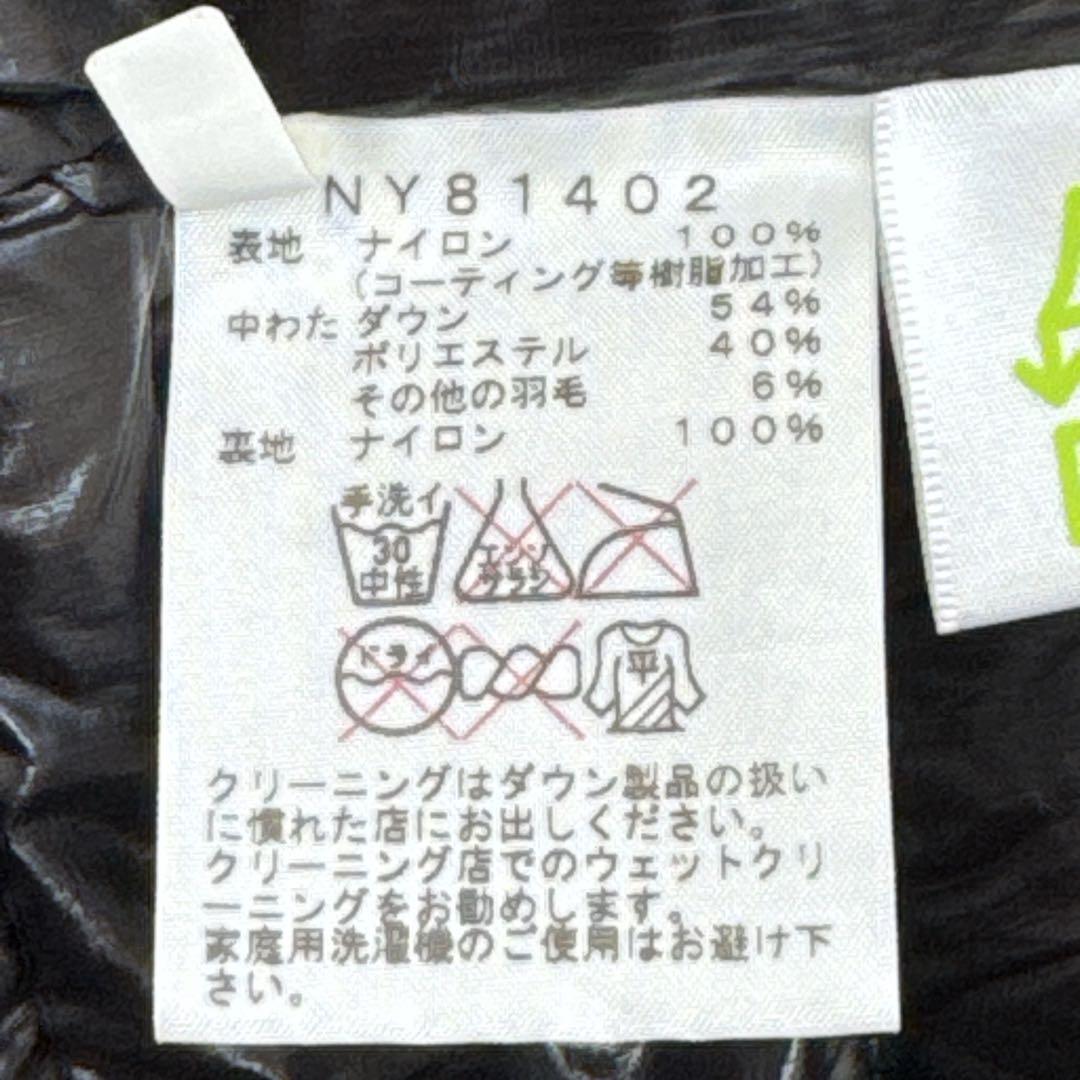 NY81402
表地 ナイロン 100%
(コーティング等樹脂加工)
中わた ダウン 54%
ポリエステル 40%
その他の羽毛 6%
裏地 ナイロン 100%
手洗イ
30
中性
エンソ
サラシ
ドライ
平
クリーニングはダウン製品の扱い
に慣れた店にお出しください。
クリーニング店でのウェットクリ
ーニングをお勧めします。
家庭用洗濯機のご使用はお避け下
さい。